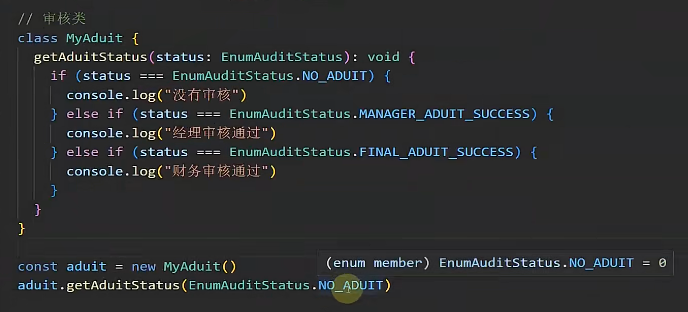 // 审核类
class MyAduit {
  getAduitStatus(status: EnumAuditStatus): void {
    if (status === EnumAuditStatus.NO_ADUIT) {
      console.log("没有审核")
    } else if (status === EnumAuditStatus.MANAGER_ADUIT_SUCCESS) {
      console.log("经理审核通过")
    } else if (status === EnumAuditStatus.FINAL_ADUIT_SUCCESS) {
      console.log("财务审核通过")
    }
  }
}
(enum member) EnumAuditStatus.NO_ADUIT = 0
const aduit = new MyAduit()
aduit.getAduitStatus(EnumAuditStatus.NO_ADUIT)